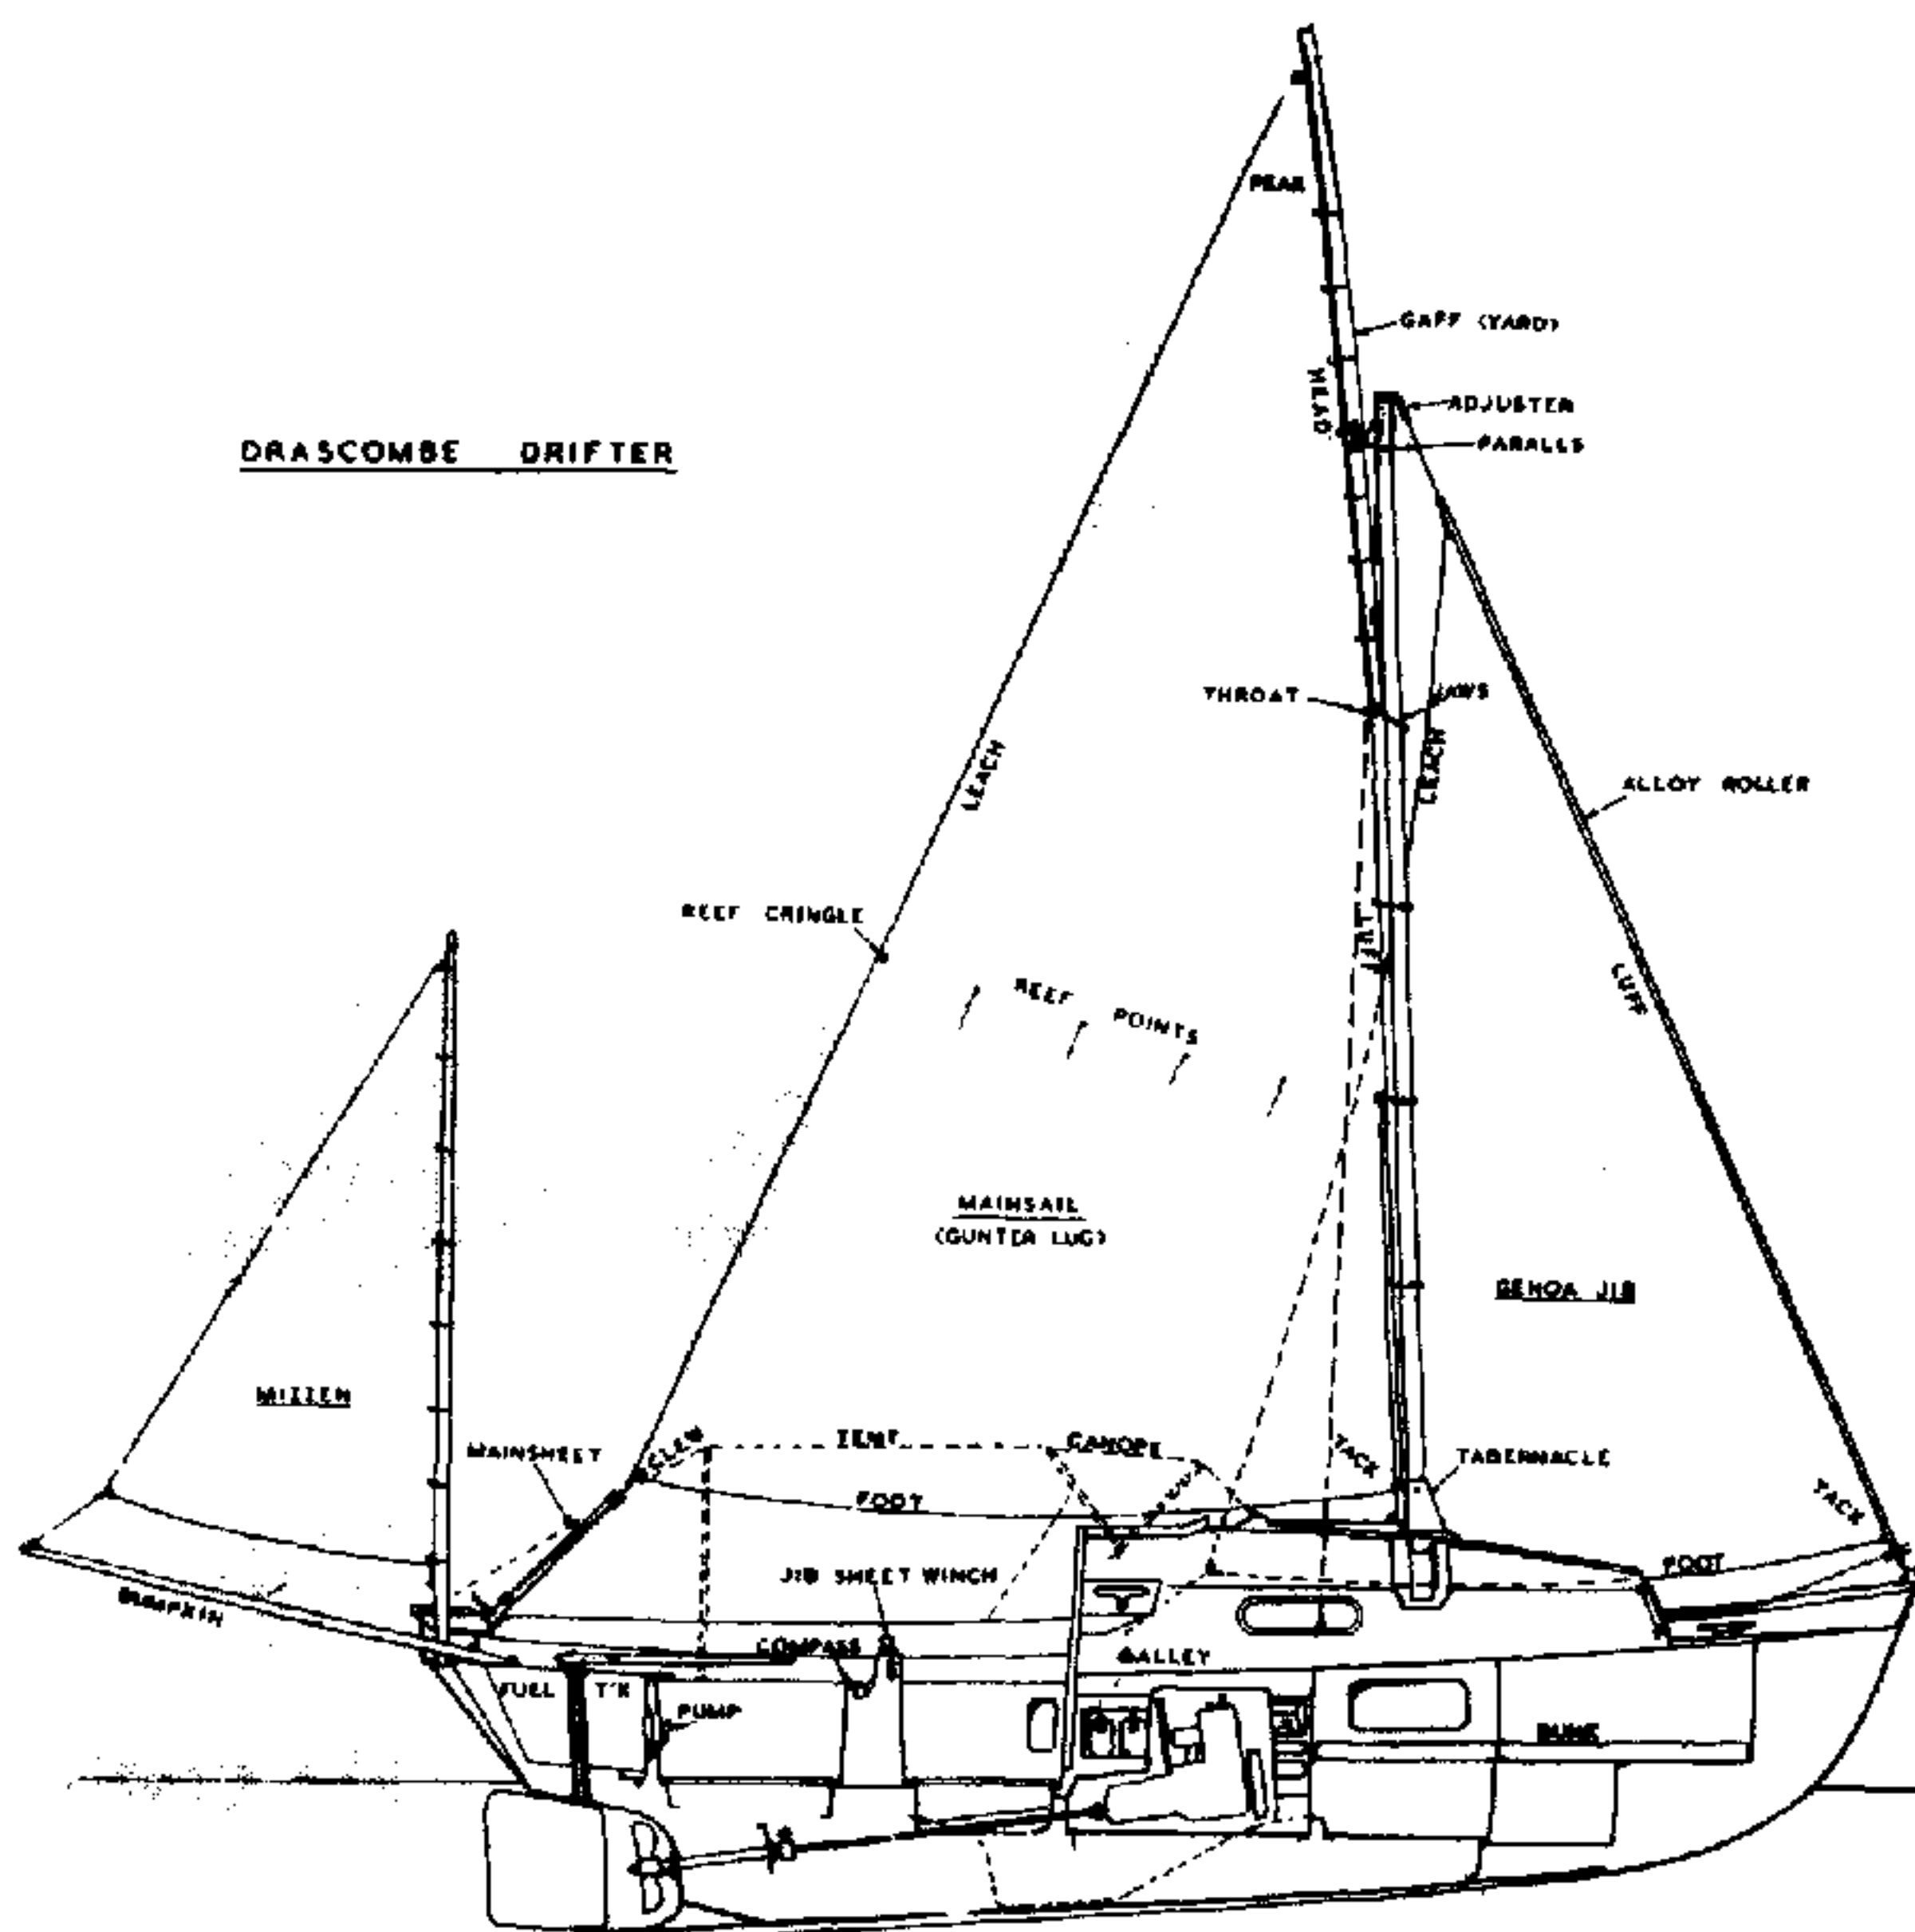 PEAK
GAFF (YARD)
HEAD
ADJUSTER
PARALLS
DRASCOMBE DRIFTER
THROAT
JAWS
LEACH
LEACH
ALLOY ROLLER
REEF CRINGLE
LUFF
REEF POINTS
LUFF
MAINSAIL
(GUNTER LUG)
GENOA JIB
MIZZEN
MAINSHEET
CLEW
TENT
CANOPE
TACK
TABERNACLE
FOOT
TACK
JIB SHEET WINCH
FOOT
BUMPKIN
COMPASS
GALLEY
FUEL T'K
PUMP
BUNK